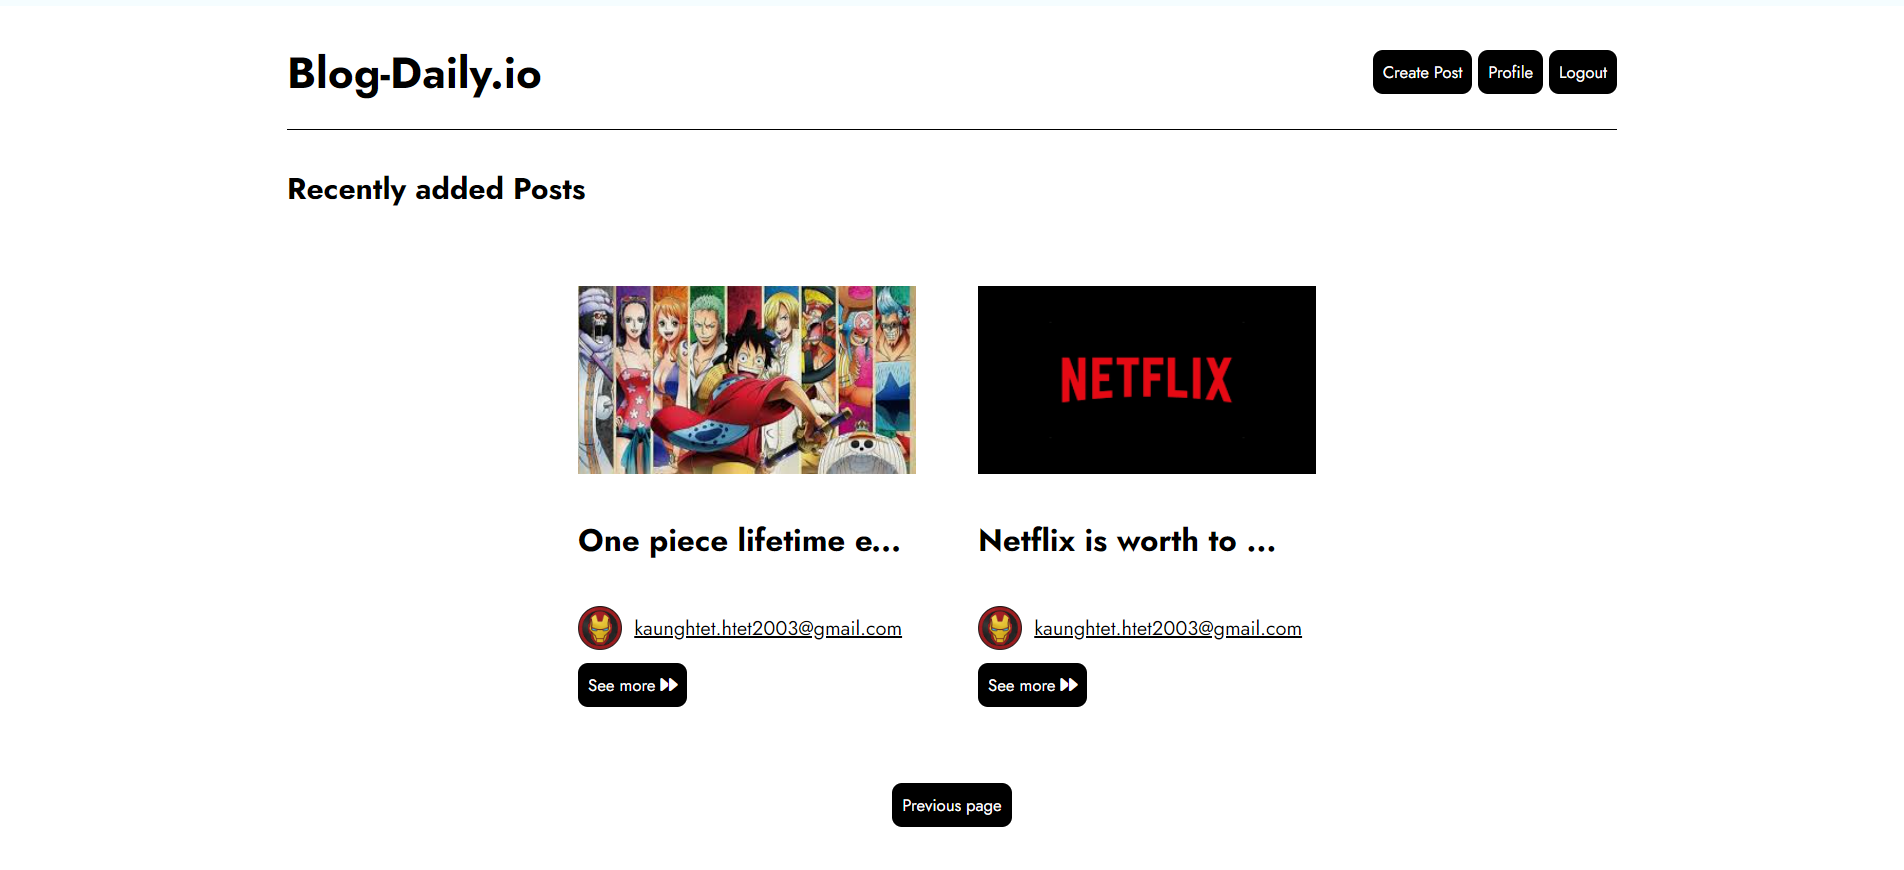 Blog-Daily.io
Create Post Profile Logout
Recently added Posts
NETFLIX
One piece lifetime e...
Netflix is worth to ...
kaunghtet.htet2003@gmail.com
kaunghtet.htet2003@gmail.com
See more
See more
Previous page